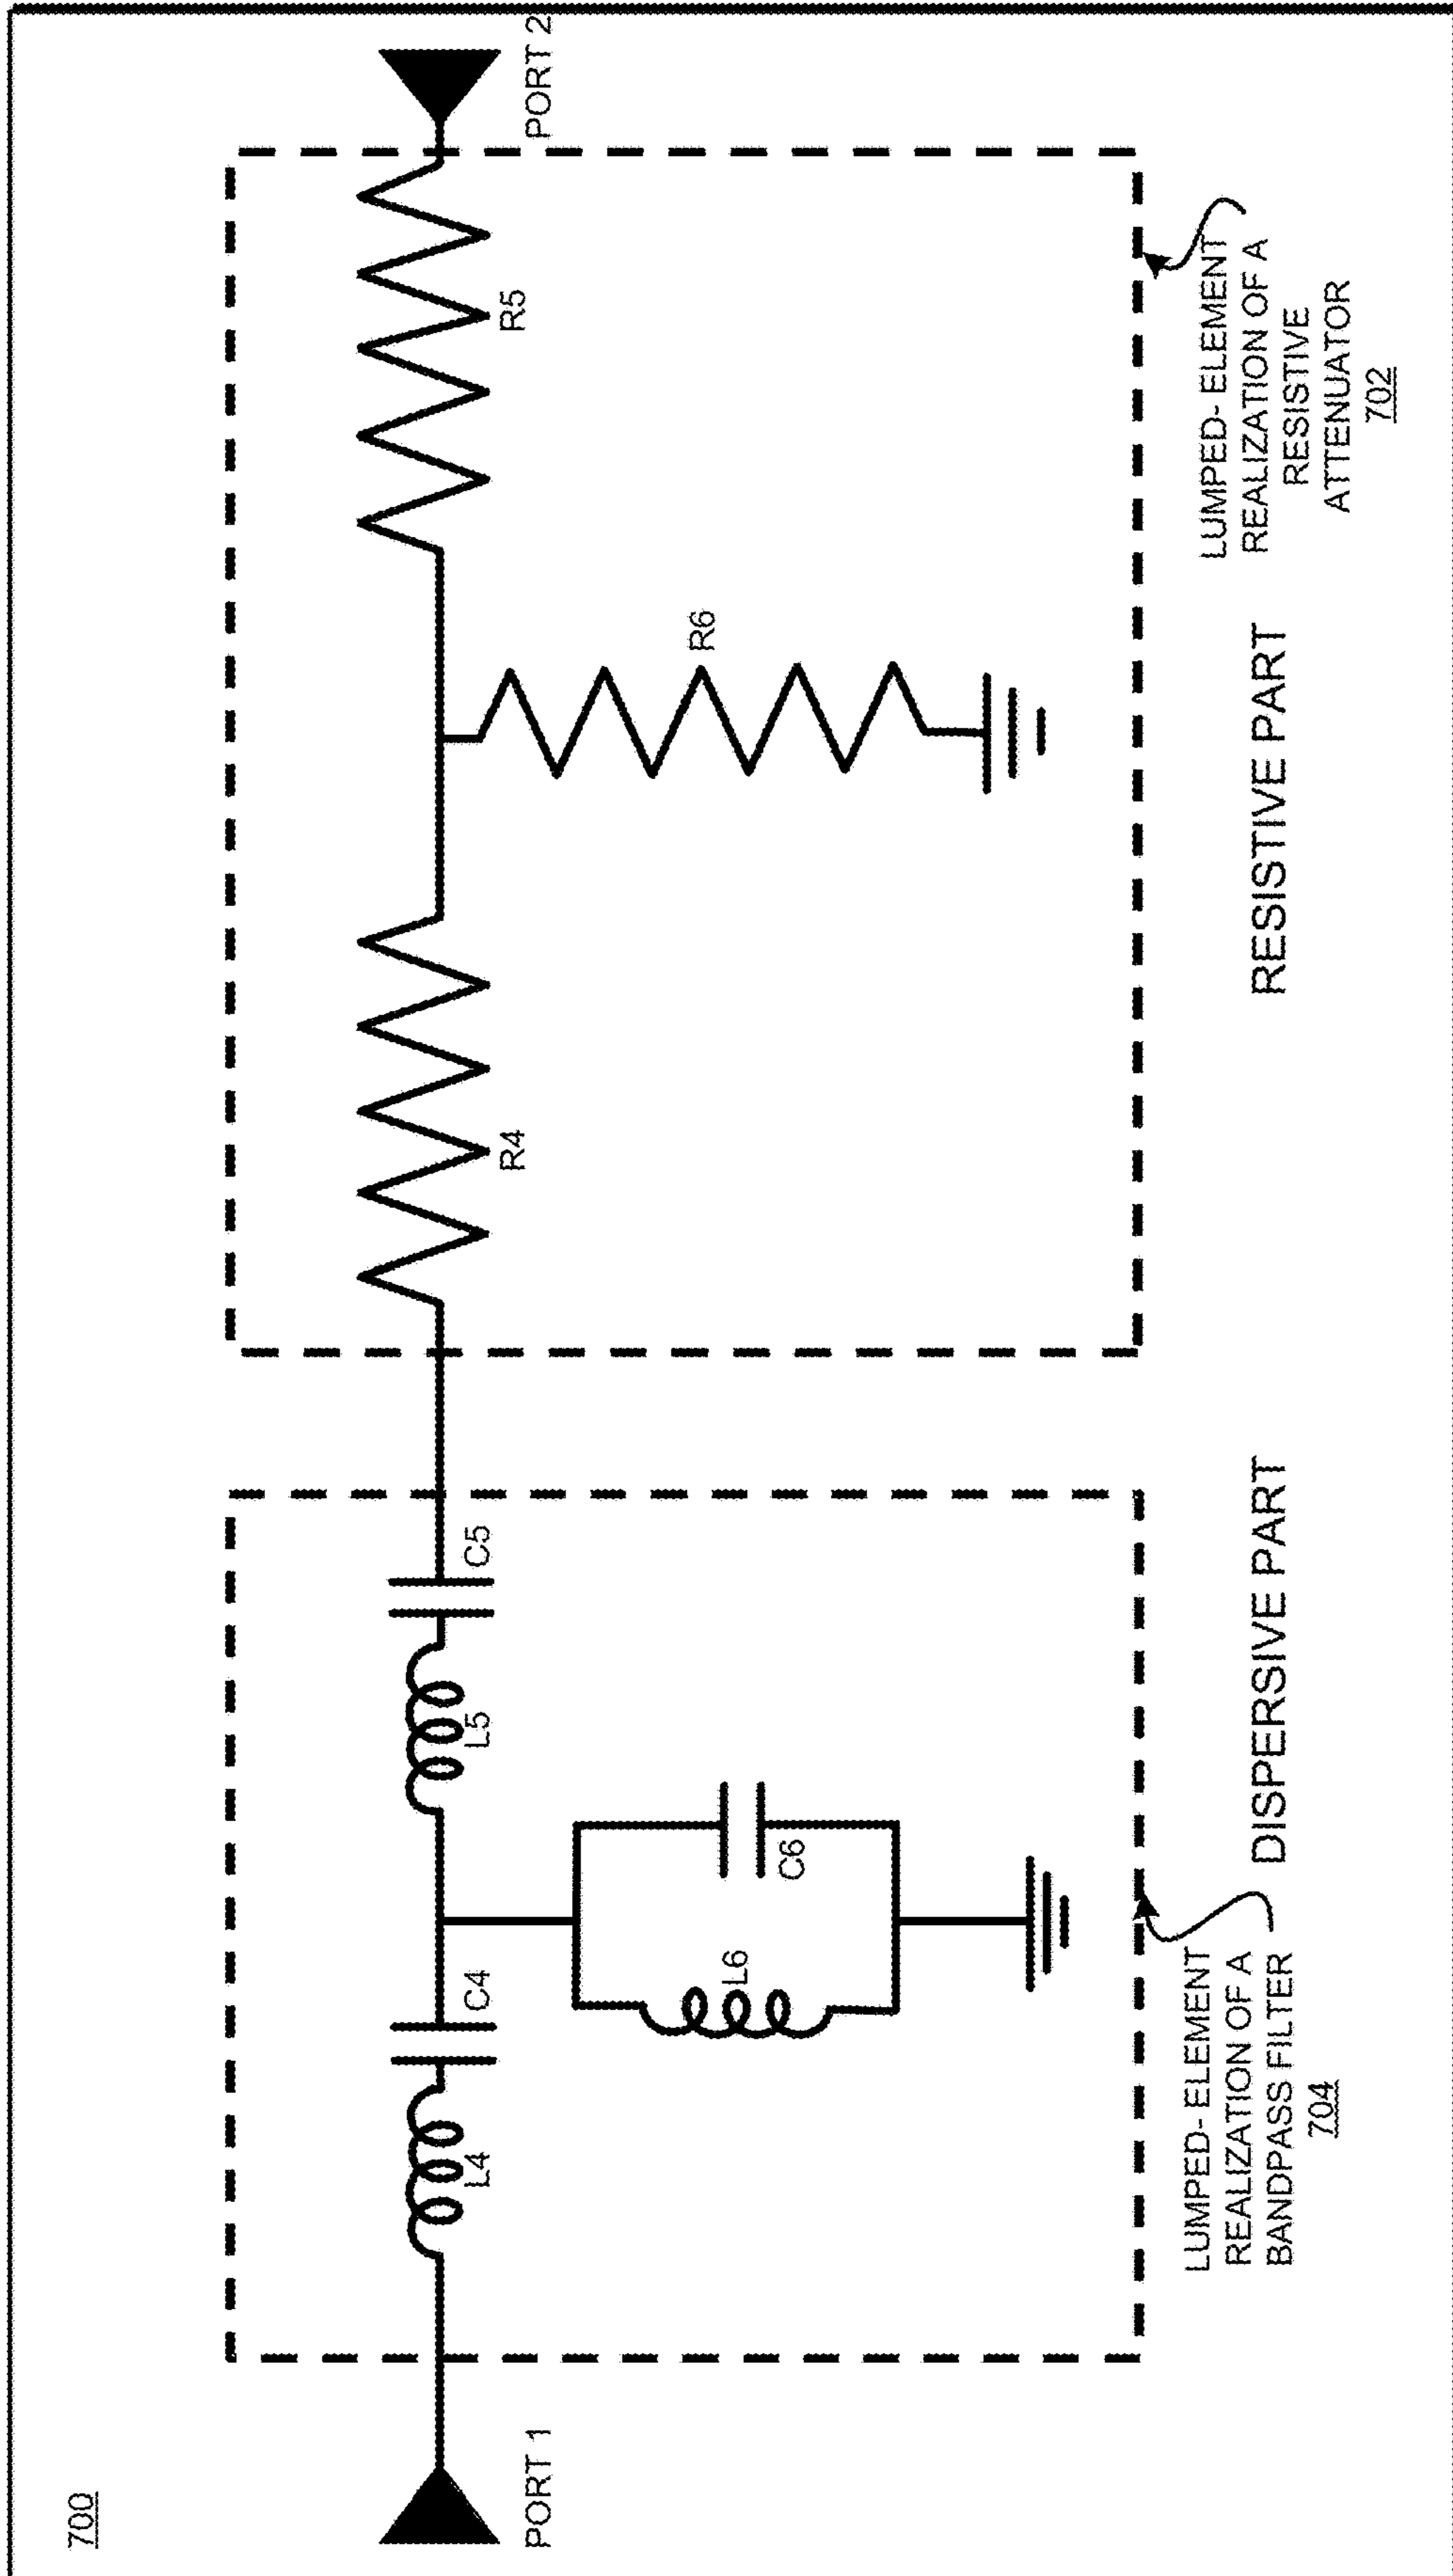 700
PORT 1
L4
C4
L5
C5
L6
C6
R4
R5
R6
PORT 2
LUMPED- ELEMENT
REALIZATION OF A
BANDPASS FILTER
704
DISPERSIVE PART
RESISTIVE PART
LUMPED- ELEMENT
REALIZATION OF A
RESISTIVE
ATTENUATOR
702